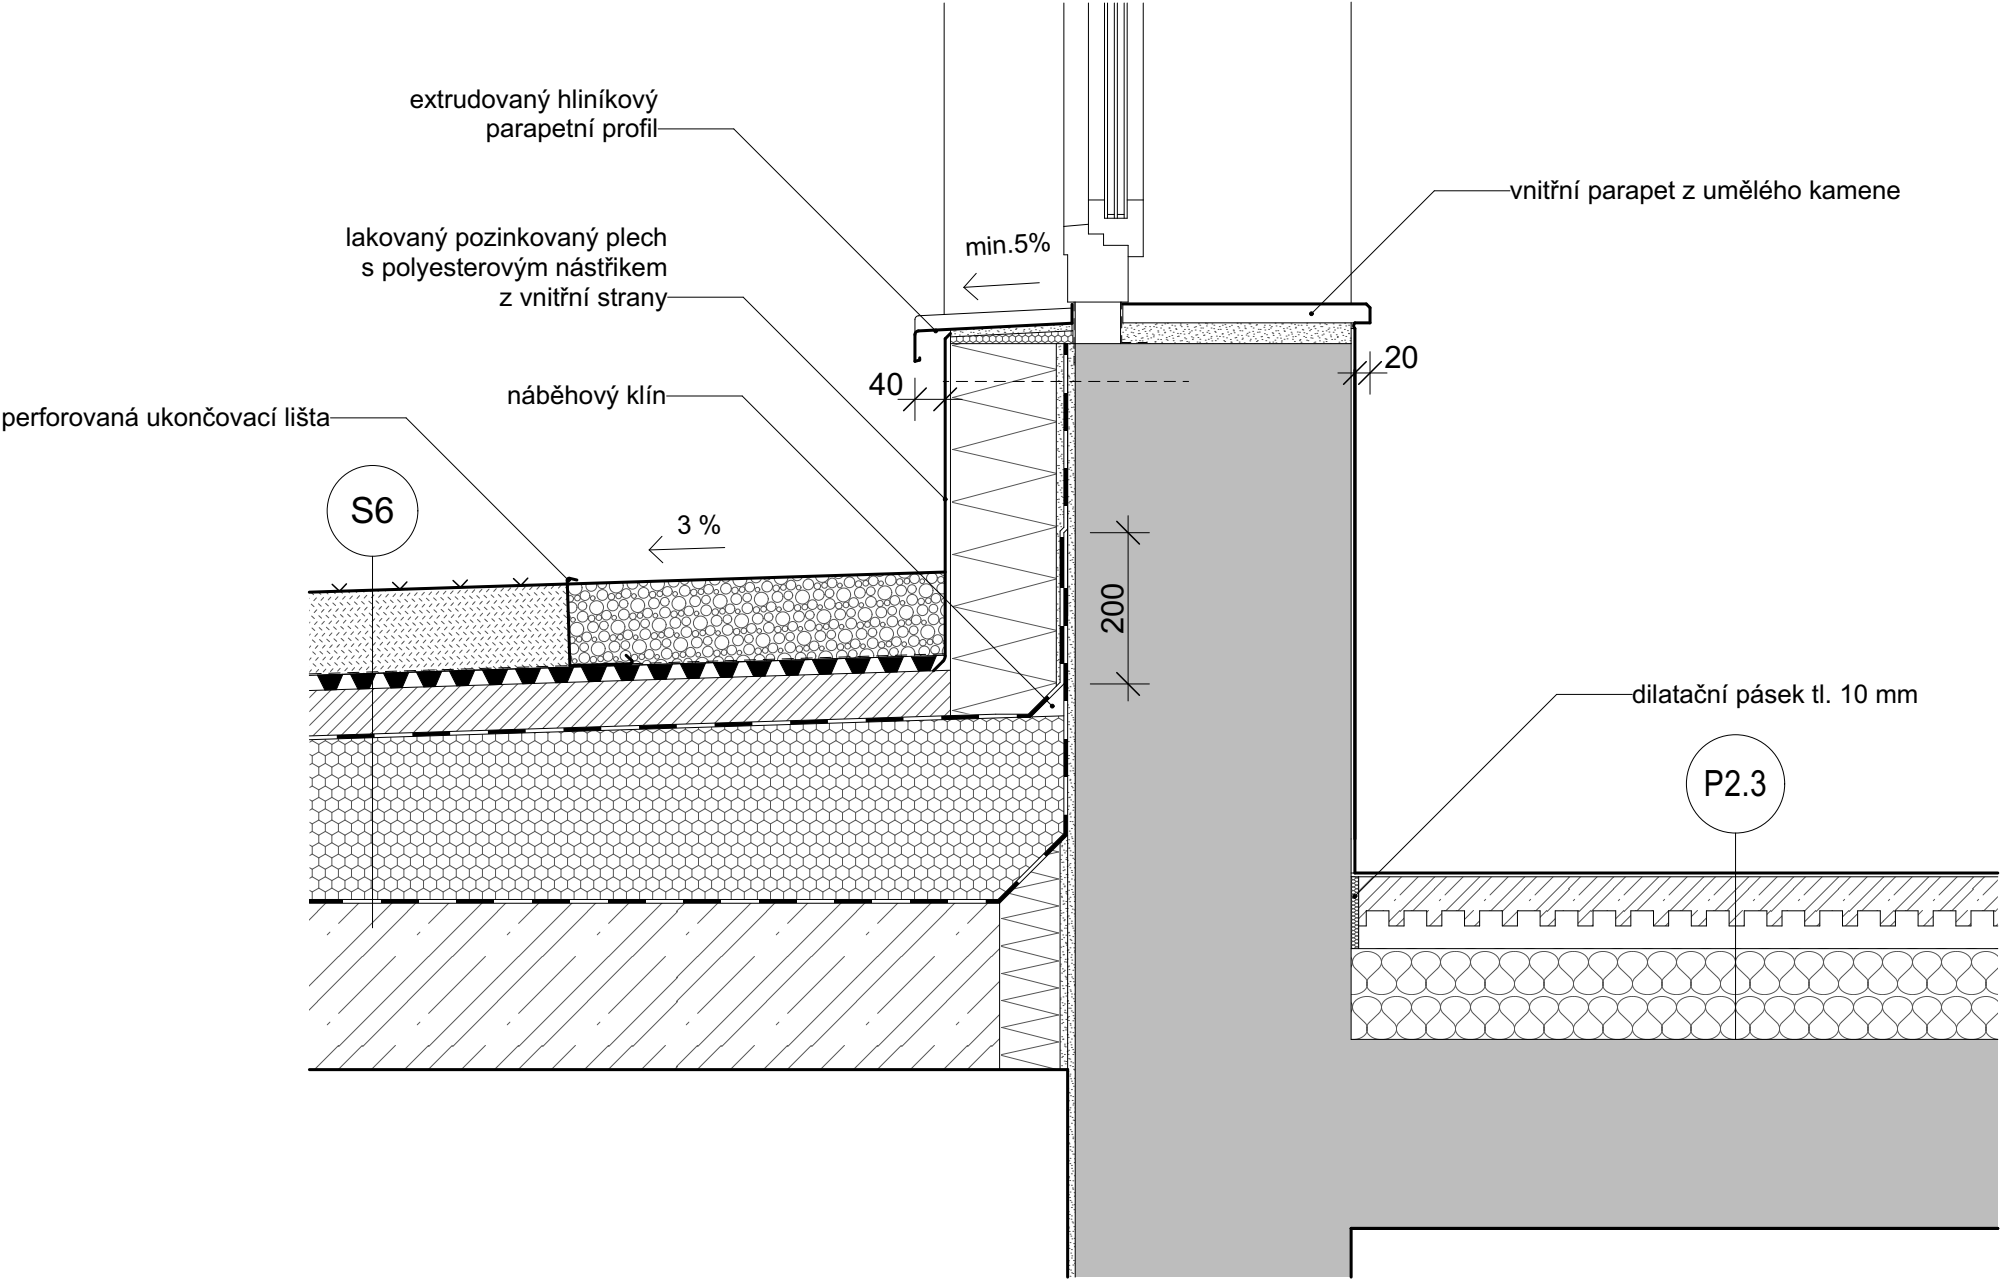 extrudovaný hliníkový
parapetní profil
vnitřní parapet z umělého kamene
lakovaný pozinkovaný plech
s polyesterovým nástřikem
z vnitřní strany
min.5%
20
40
náběhový klín
perforovaná ukončovací lišta
S6
3 %
200
dilatační pásek tl. 10 mm
P2.3